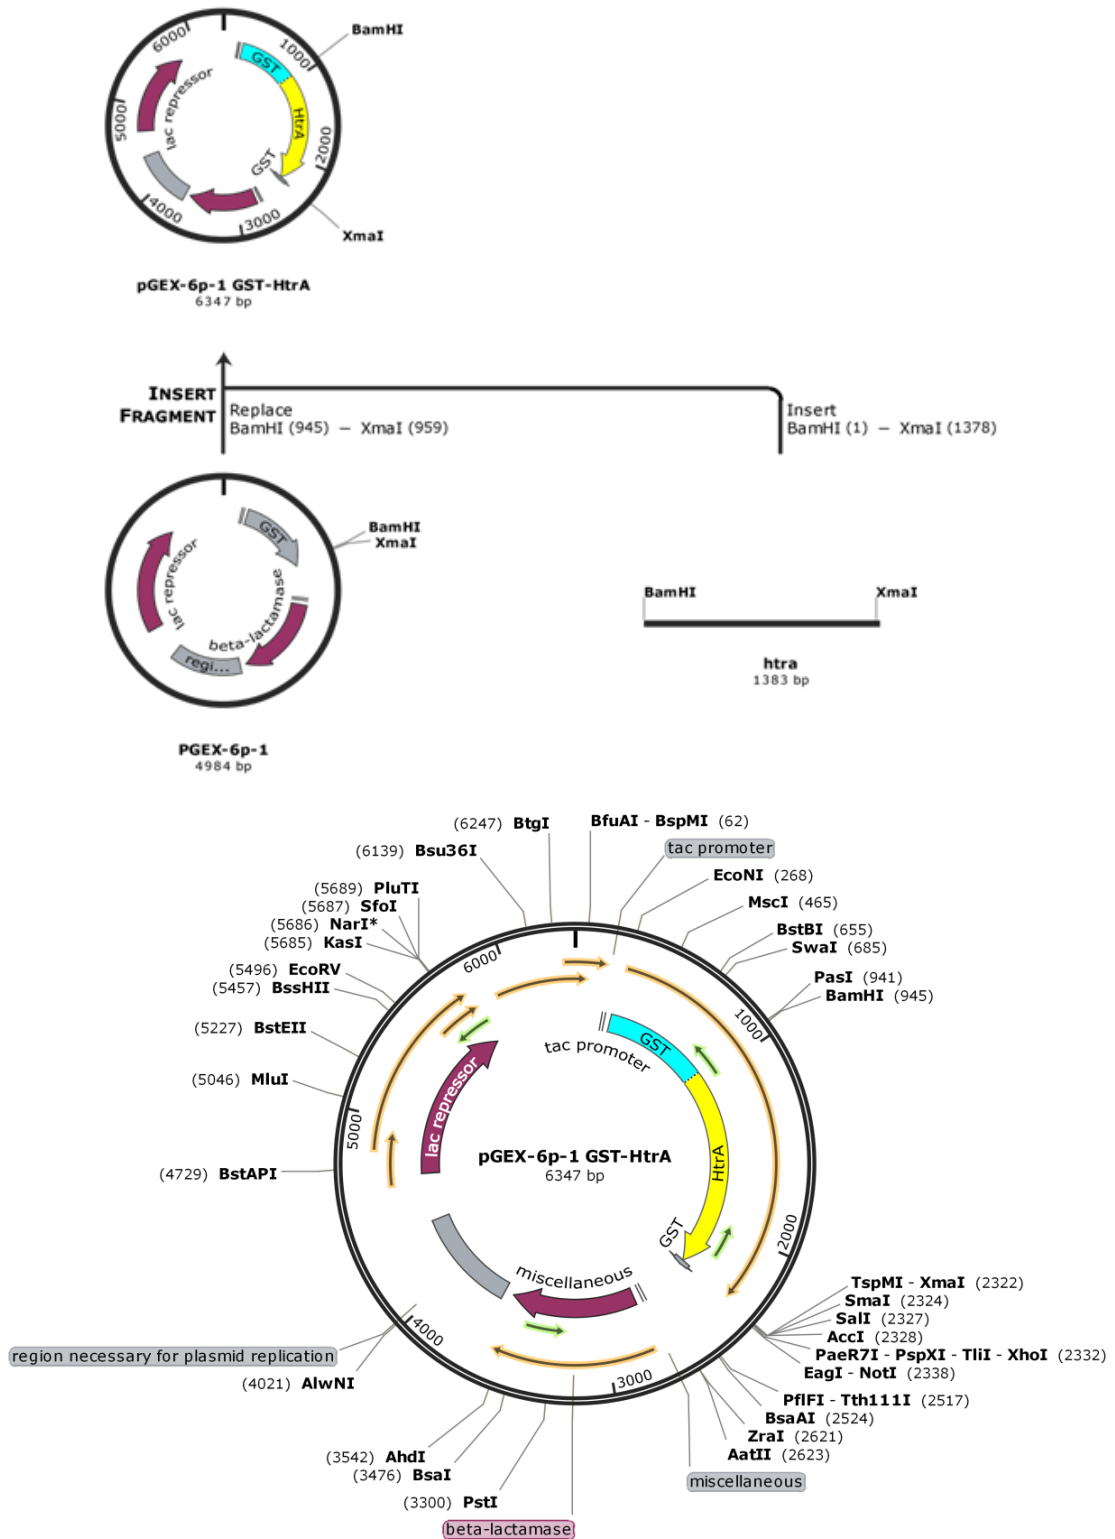 BamHI
6000
1000
GST
lac repressor
HtrA
5000
2000
GST
4000
3000
XmaI
pGEX-6p-1 GST-HtrA
6347 bp
INSERT
FRAGMENT
Replace
BamHI (945) – XmaI (959)
Insert
BamHI (1) – XmaI (1378)
GST
BamHI
XmaI
lac repressor
beta-lactamase
regi...
BamHI
XmaI
htra
1383 bp
PGEX-6p-1
4984 bp
(6247) BtgI
BfuAI - BspMI (62)
(6139) Bsu36I
tac promoter
EcoNI (268)
(5689) PluTI
(5687) SfoI
MscI (465)
(5686) NarI*
(5685) KasI
BstBI (655)
SwaI (685)
(5496) EcoRV
(5457) BssHII
PasI (941)
BamHI (945)
6000
1000
(5227) BstEII
GST
tac promoter
(5046) MluI
5000
lac repressor
pGEX-6p-1 GST-HtrA
6347 bp
HtrA
(4729) BstAPI
2000
GST
miscellaneous
TspMI - XmaI (2322)
SmaI (2324)
SalI (2327)
AccI (2328)
PaeR7I - PspXI - TliI - XhoI (2332)
EagI - NotI (2338)
4000
region necessary for plasmid replication
(4021) AlwNI
3000
PflFI - Tth111I (2517)
BsaAI (2524)
ZraI (2621)
AatII (2623)
(3542) AhdI
(3476) BsaI
miscellaneous
(3300) PstI
beta-lactamase